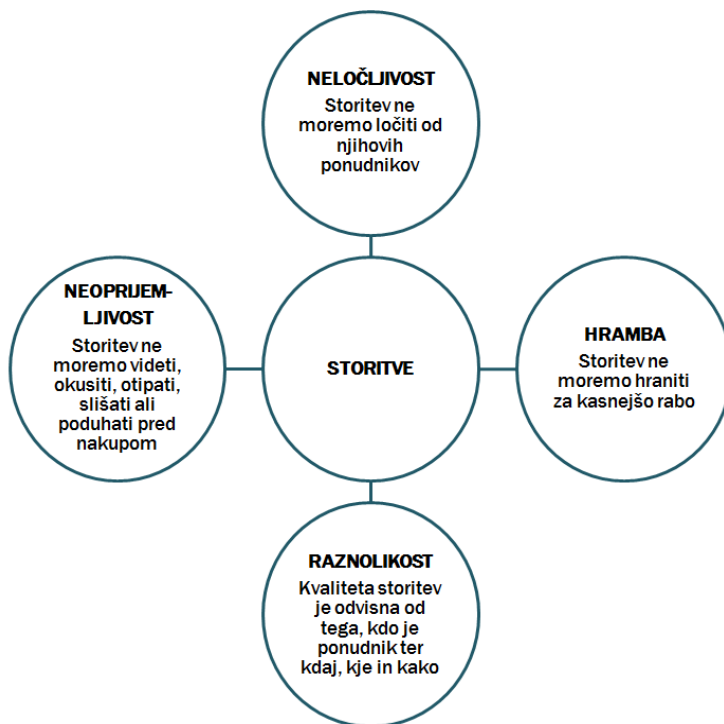 NELOČLJIVOST
Storitev ne
moremo ločiti od
njihovih
ponudnikov
NEOPRIJEM-
LJIVOST
Storitev ne
moremo videti,
okusiti, otipati,
slišati ali
poduhati pred
nakupom
STORITVE
HRAMBA
Storitev ne
moremo hraniti
za kasnejšo rabo
RAZNOLIKOST
Kvaliteta storitev
je odvisna od
tega, kdo je
ponudnik ter
kdaj, kje in kako